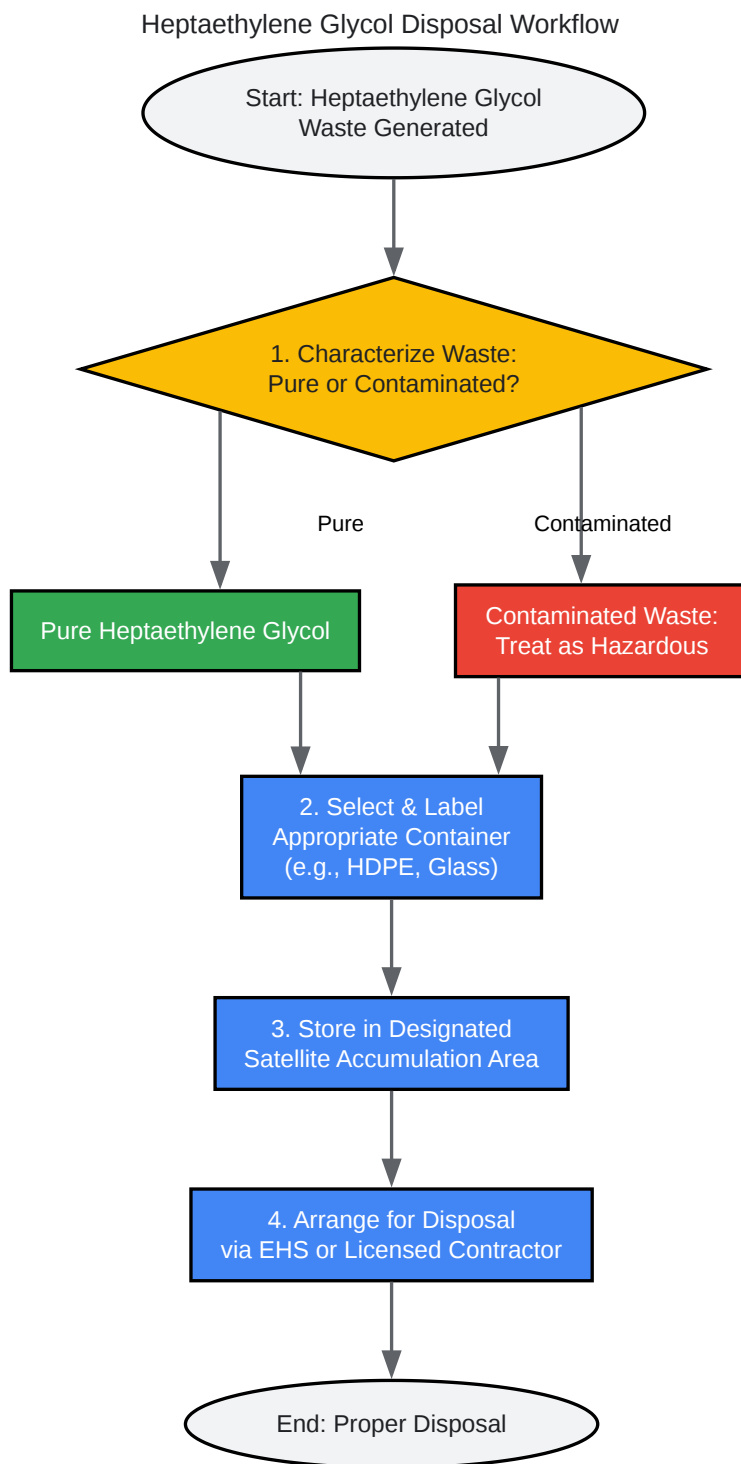 Heptaethylene Glycol Disposal Workflow
Start: Heptaethylene Glycol
Waste Generated
1. Characterize Waste:
Pure or Contaminated?
Pure
Contaminated
Pure Heptaethylene Glycol
Contaminated Waste:
Treat as Hazardous
2. Select & Label
Appropriate Container
(e.g., HDPE, Glass)
3. Store in Designated
Satellite Accumulation Area
4. Arrange for Disposal
via EHS or Licensed Contractor
End: Proper Disposal